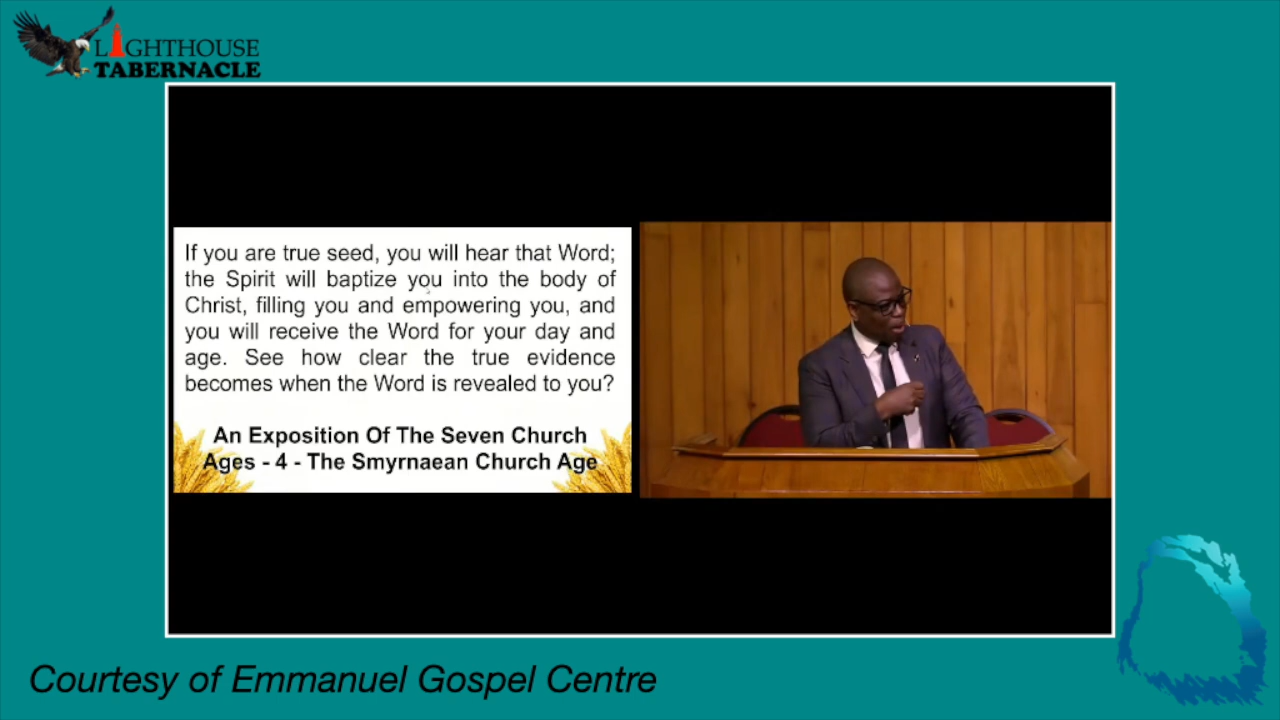 LIGHTHOUSE
TABERNACLE
If you are true seed, you will hear that Word;
the Spirit will baptize you into the body of
Christ, filling you and empowering you, and
you will receive the Word for your day and
age. See how clear the true evidence
becomes when the Word is revealed to you?
An Exposition Of The Seven Church
Ages - 4 - The Smyrnaean Church Age
Courtesy of Emmanuel Gospel Centre